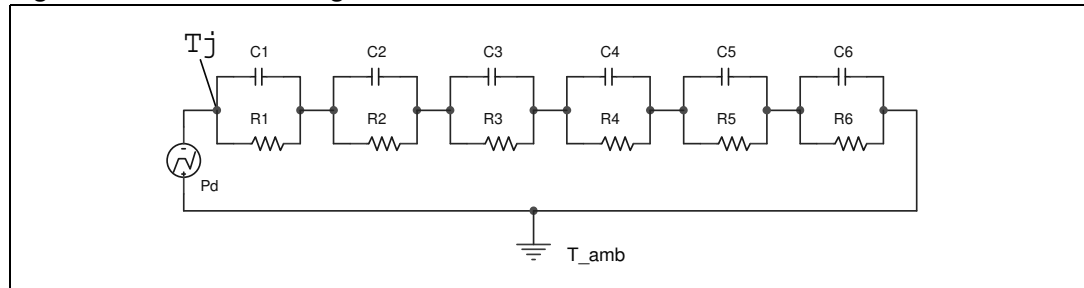 Tj
C1 C2 C3 C4 C5 C6
R1 R2 R3 R4 R5 R6
Pd
T_amb